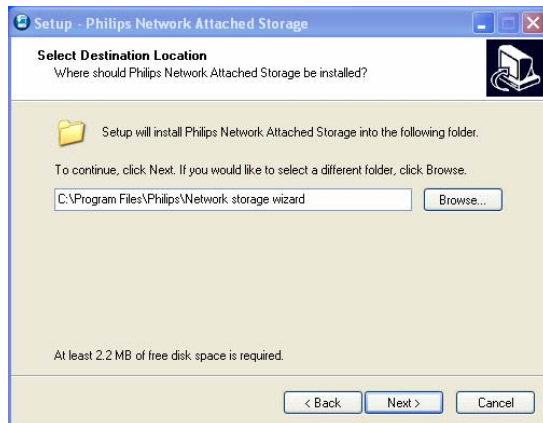 Setup - Philips Network Attached Storage
Select Destination Location
Where should Philips Network Attached Storage be installed?
Setup will install Philips Network Attached Storage into the following folder.
To continue, click Next. If you would like to select a different folder, click Browse.
C:\Program Files\Philips\Network storage wizard
Browse...
At least 2.2 MB of free disk space is required.
< Back Next > Cancel